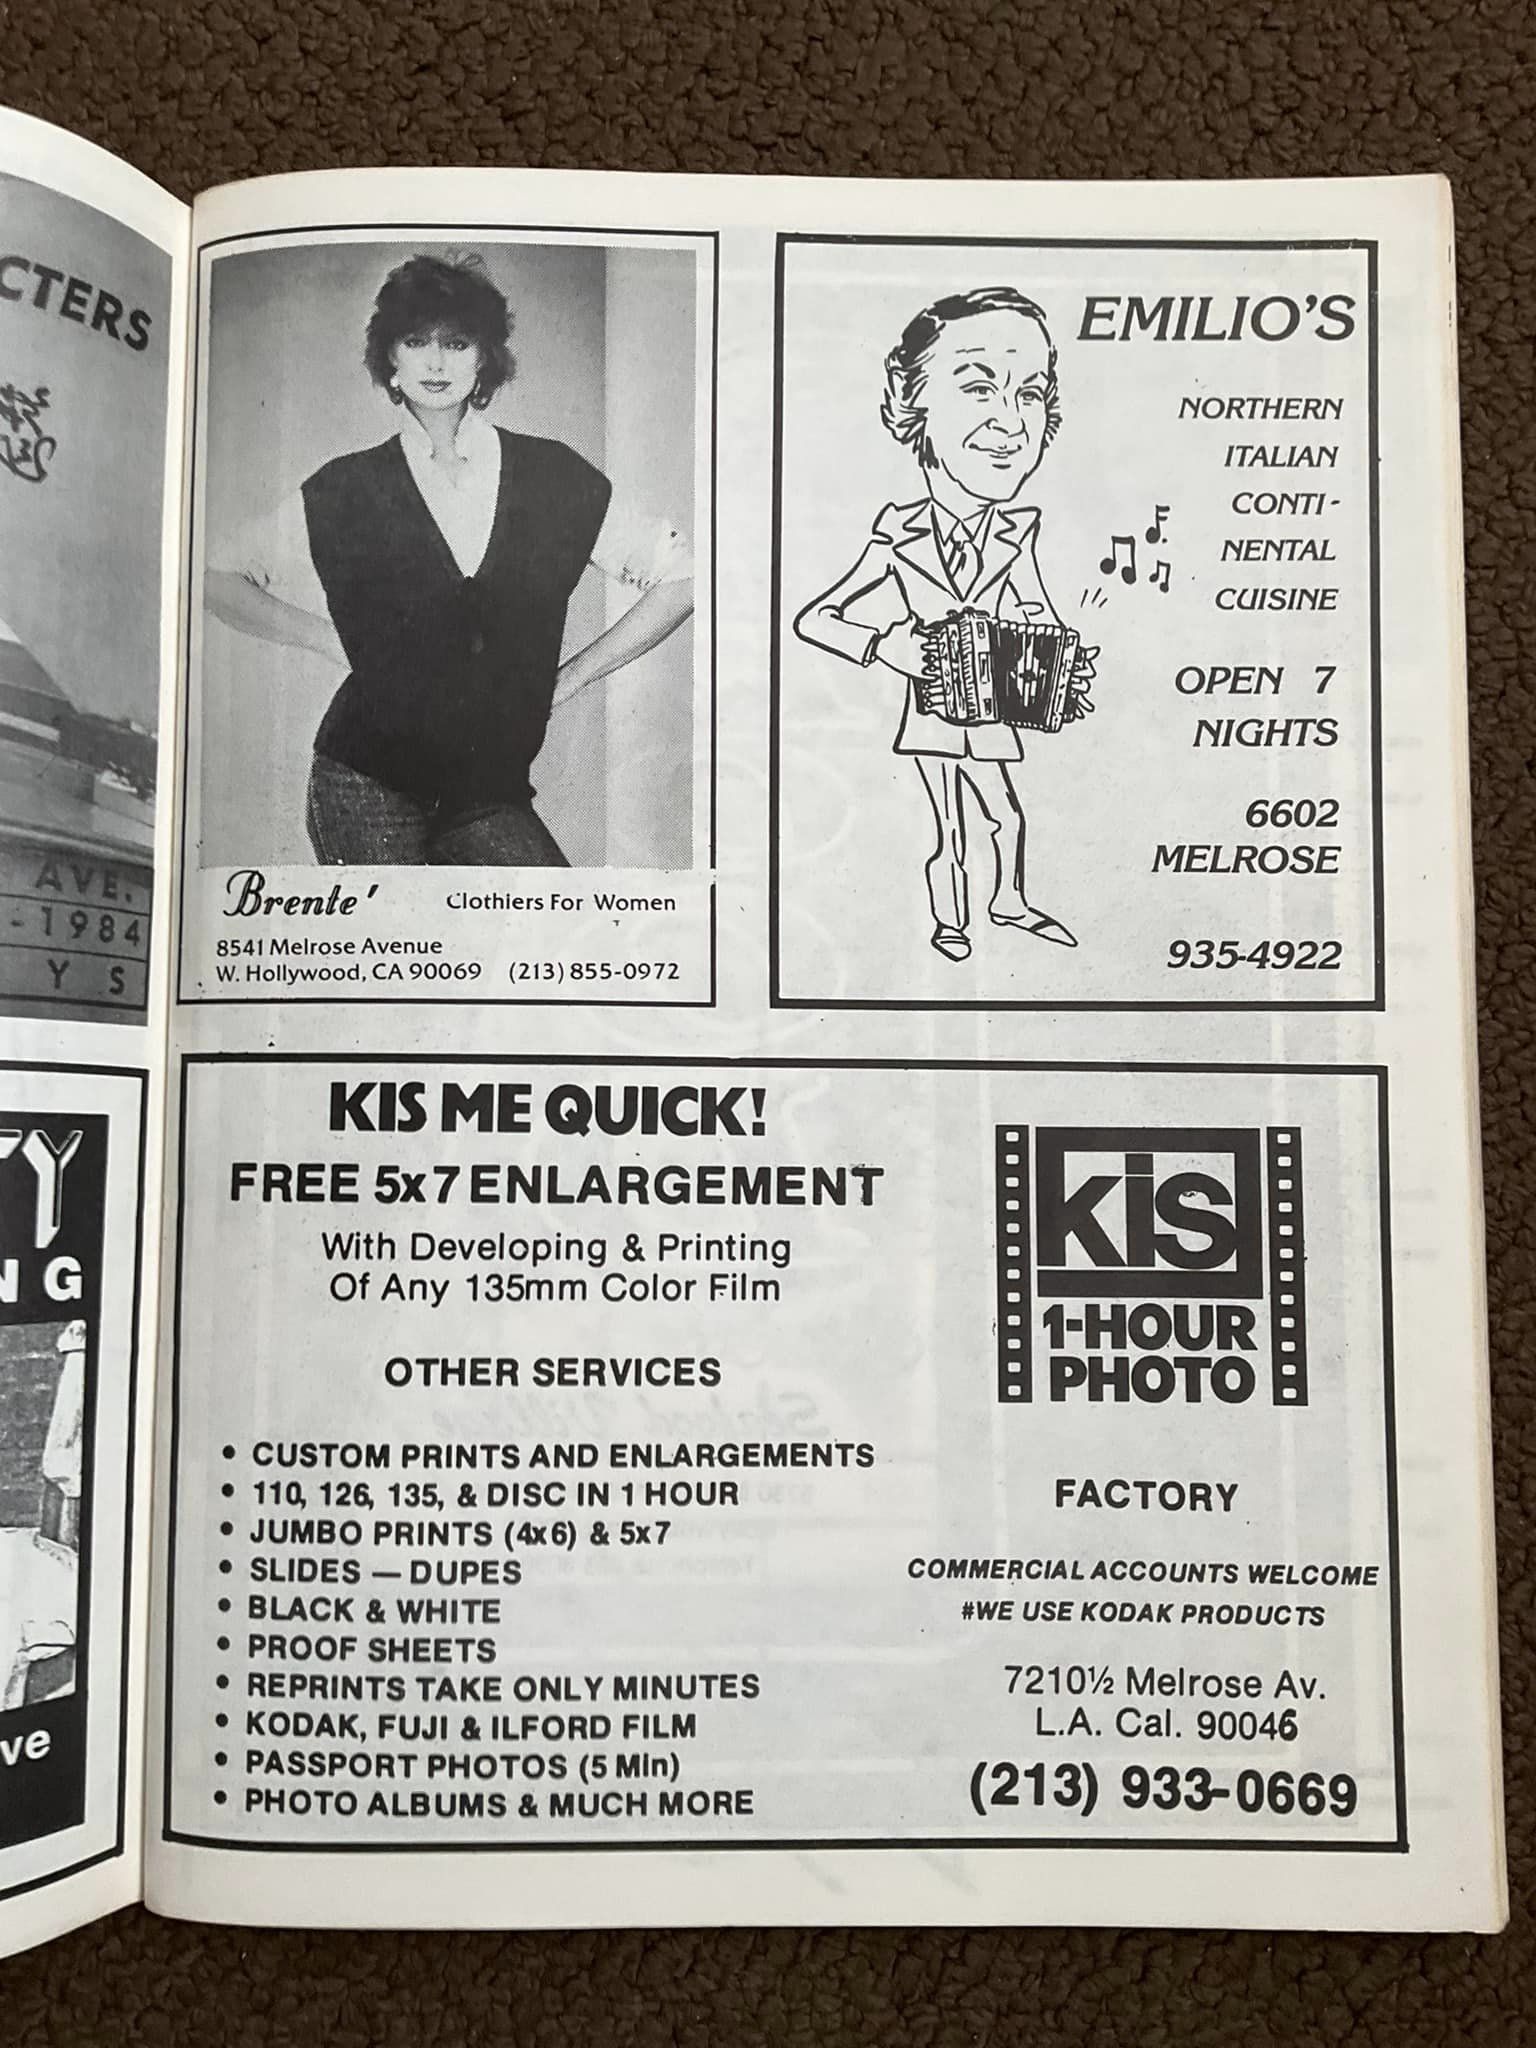 CTERS
AVE.
-1984
Y S
TY
NG
ve
Brente'
Clothiers For Women
8541 Melrose Avenue
W. Hollywood, CA 90069 (213) 855-0972
EMILIO'S
NORTHERN
ITALIAN
CONTI-
NENTAL
CUISINE
OPEN 7
NIGHTS
6602
MELROSE
935-4922
KIS ME QUICK!
FREE 5x7 ENLARGEMENT
With Developing & Printing
Of Any 135mm Color Film
OTHER SERVICES
• CUSTOM PRINTS AND ENLARGEMENTS
• 110, 126, 135, & DISC IN 1 HOUR
• JUMBO PRINTS (4x6) & 5x7
• SLIDES — DUPES
• BLACK & WHITE
• PROOF SHEETS
• REPRINTS TAKE ONLY MINUTES
• KODAK, FUJI & ILFORD FILM
• PASSPORT PHOTOS (5 Min)
• PHOTO ALBUMS & MUCH MORE
kis
1-HOUR
PHOTO
FACTORY
COMMERCIAL ACCOUNTS WELCOME
#WE USE KODAK PRODUCTS
7210½ Melrose Av.
L.A. Cal. 90046
(213) 933-0669